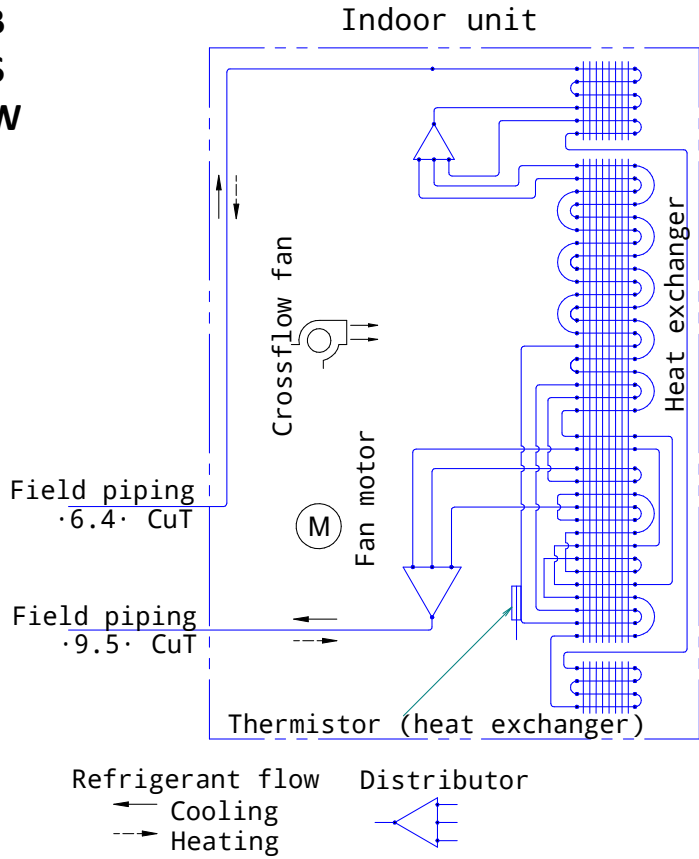 Indoor unit
Heat exchanger
Crossflow fan
Fan motor
M
Field piping
·6.4· CuT
Field piping
·9.5· CuT
Thermistor (heat exchanger)
Refrigerant flow
Cooling
Heating
Distributor